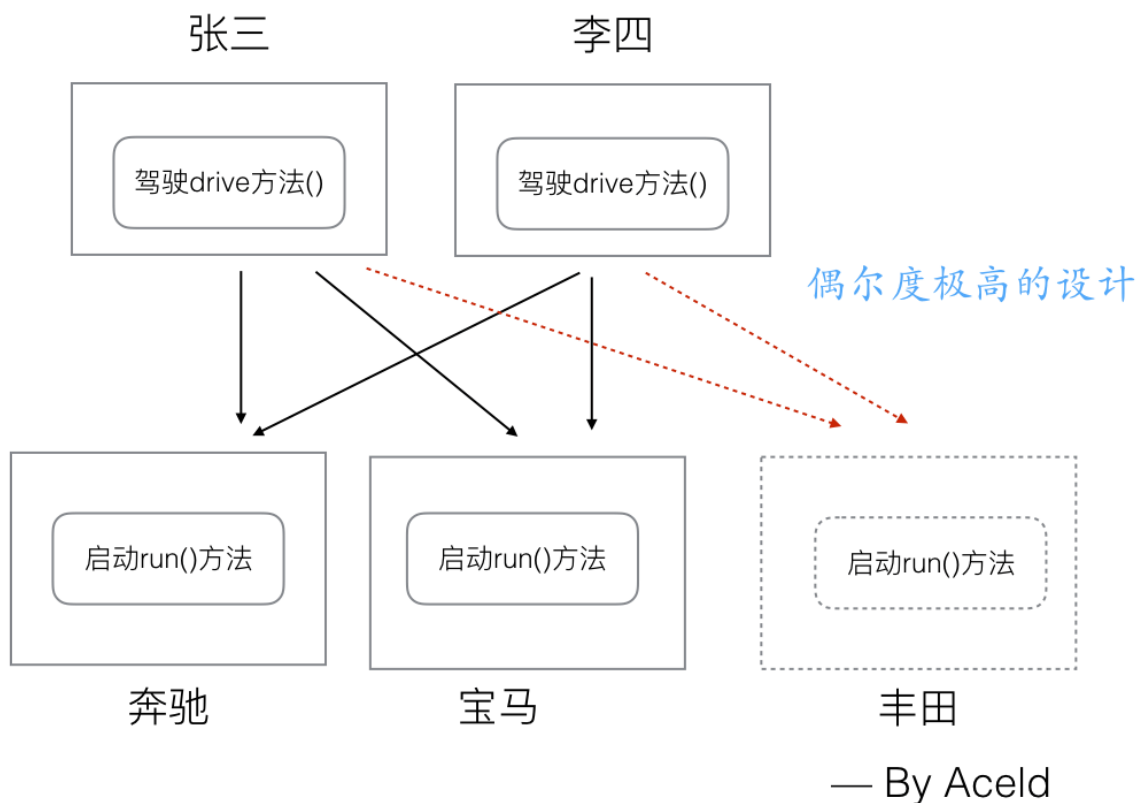 张三
李四
驾驶drive方法()
驾驶drive方法()
偶尔度极高的设计
启动run()方法
启动run()方法
启动run()方法
奔驰
宝马
丰田
— By Aceld